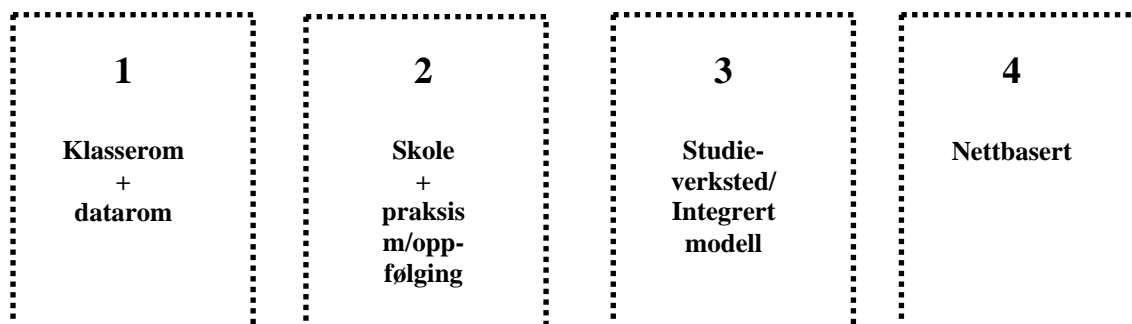 1
Klasserom
+
datarom
2
Skole
+
praksis
m/opp-
følging
3
Studie-
verksted/
Integrert
modell
4
Nettbasert